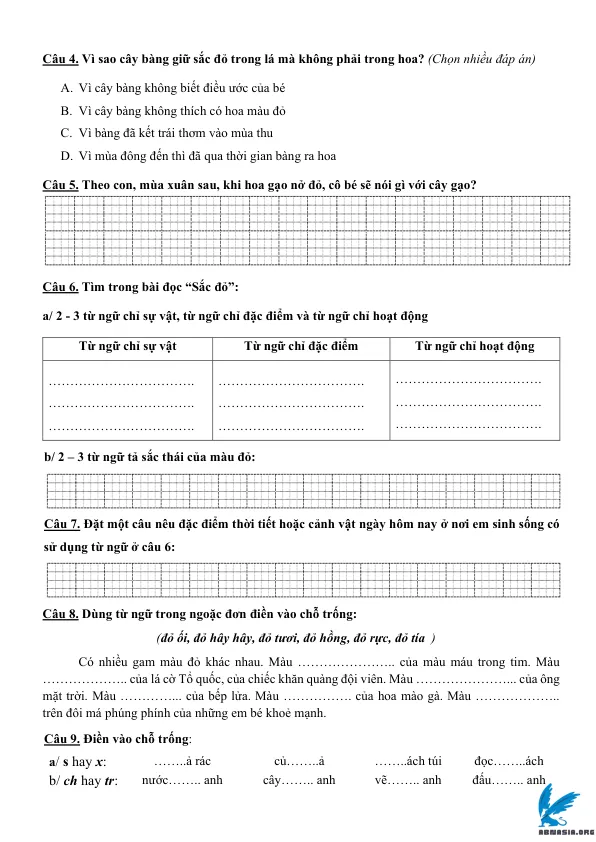 Câu 4. Vì sao cây bàng giữ sắc đỏ trong lá mà không phải trong hoa? (Chọn nhiều đáp án)
A. Vì cây bàng không biết điều ước của bé
B. Vì cây bàng không thích có hoa màu đỏ
C. Vì bàng đã kết trái thơm vào mùa thu
D. Vì mùa đông đến thì đã qua thời gian bàng ra hoa
Câu 5. Theo con, mùa xuân sau, khi hoa gạo nở đỏ, cô bé sẽ nói gì với cây gạo?
Câu 6. Tìm trong bài đọc “Sắc đỏ”:
a/ 2 - 3 từ ngữ chỉ sự vật, từ ngữ chỉ đặc điểm và từ ngữ chỉ hoạt động
Từ ngữ chỉ sự vật Từ ngữ chỉ đặc điểm Từ ngữ chỉ hoạt động
……………………………. ……………………………. …………………………….
……………………………. ……………………………. …………………………….
……………………………. ……………………………. …………………………….
b/ 2 – 3 từ ngữ tả sắc thái của màu đỏ:
Câu 7. Đặt một câu nêu đặc điểm thời tiết hoặc cảnh vật ngày hôm nay ở nơi em sinh sống có
sử dụng từ ngữ ở câu 6:
Câu 8. Dùng từ ngữ trong ngoặc đơn điền vào chỗ trống:
(đỏ ối, đỏ hây hây, đỏ tươi, đỏ hồng, đỏ rực, đỏ tía )
Có nhiều gam màu đỏ khác nhau. Màu ………………….. của màu máu trong tim. Màu
……………….. của lá cờ Tổ quốc, của chiếc khăn quàng đội viên. Màu …………………... của ông
mặt trời. Màu …………... của bếp lửa. Màu ……………. của hoa mào gà. Màu ………………..
trên đôi má phúng phính của những em bé khoẻ mạnh.
Câu 9. Điền vào chỗ trống:
a/ s hay x: ……..ả rác củ……..ả ……..ách túi đọc……..ách
b/ ch hay tr: nước…….. anh cây…….. anh vẽ…….. anh đấu…….. anh
ABNASIA.ORG